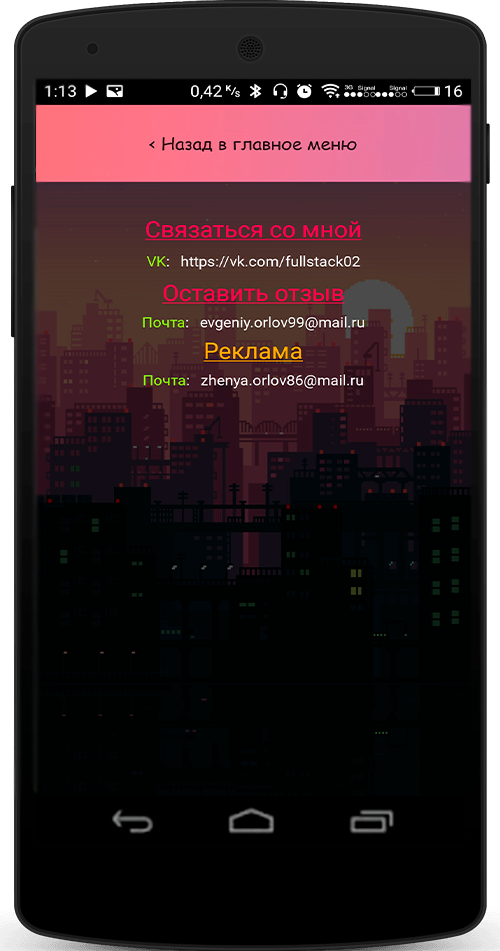 1:13 0,42 K/s 3G Signal Signal 16
< Назад в главное меню
Связаться со мной
VK: https://vk.com/fullstack02
Оставить отзыв
Почта: evgeniy.orlov99@mail.ru
Реклама
Почта: zhenya.orlov86@mail.ru